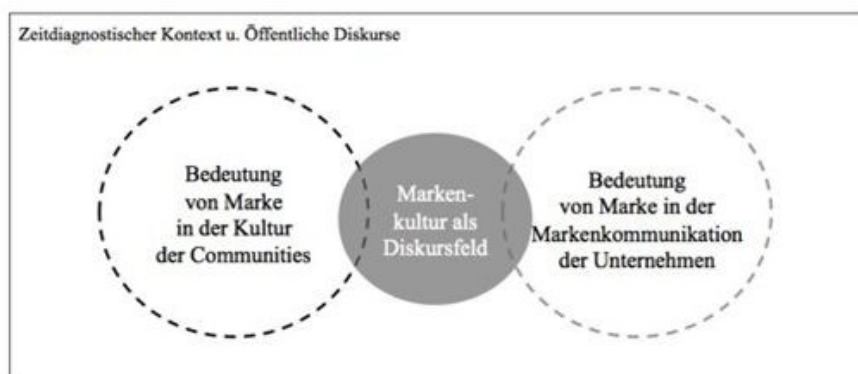 Zeitdiagnostischer Kontext u. Öffentliche Diskurse
Bedeutung
von Marke
in der Kultur
der Communities
Marken-
kultur als
Diskursfeld
Bedeutung
von Marke in der
Markenkommunikation
der Unternehmen